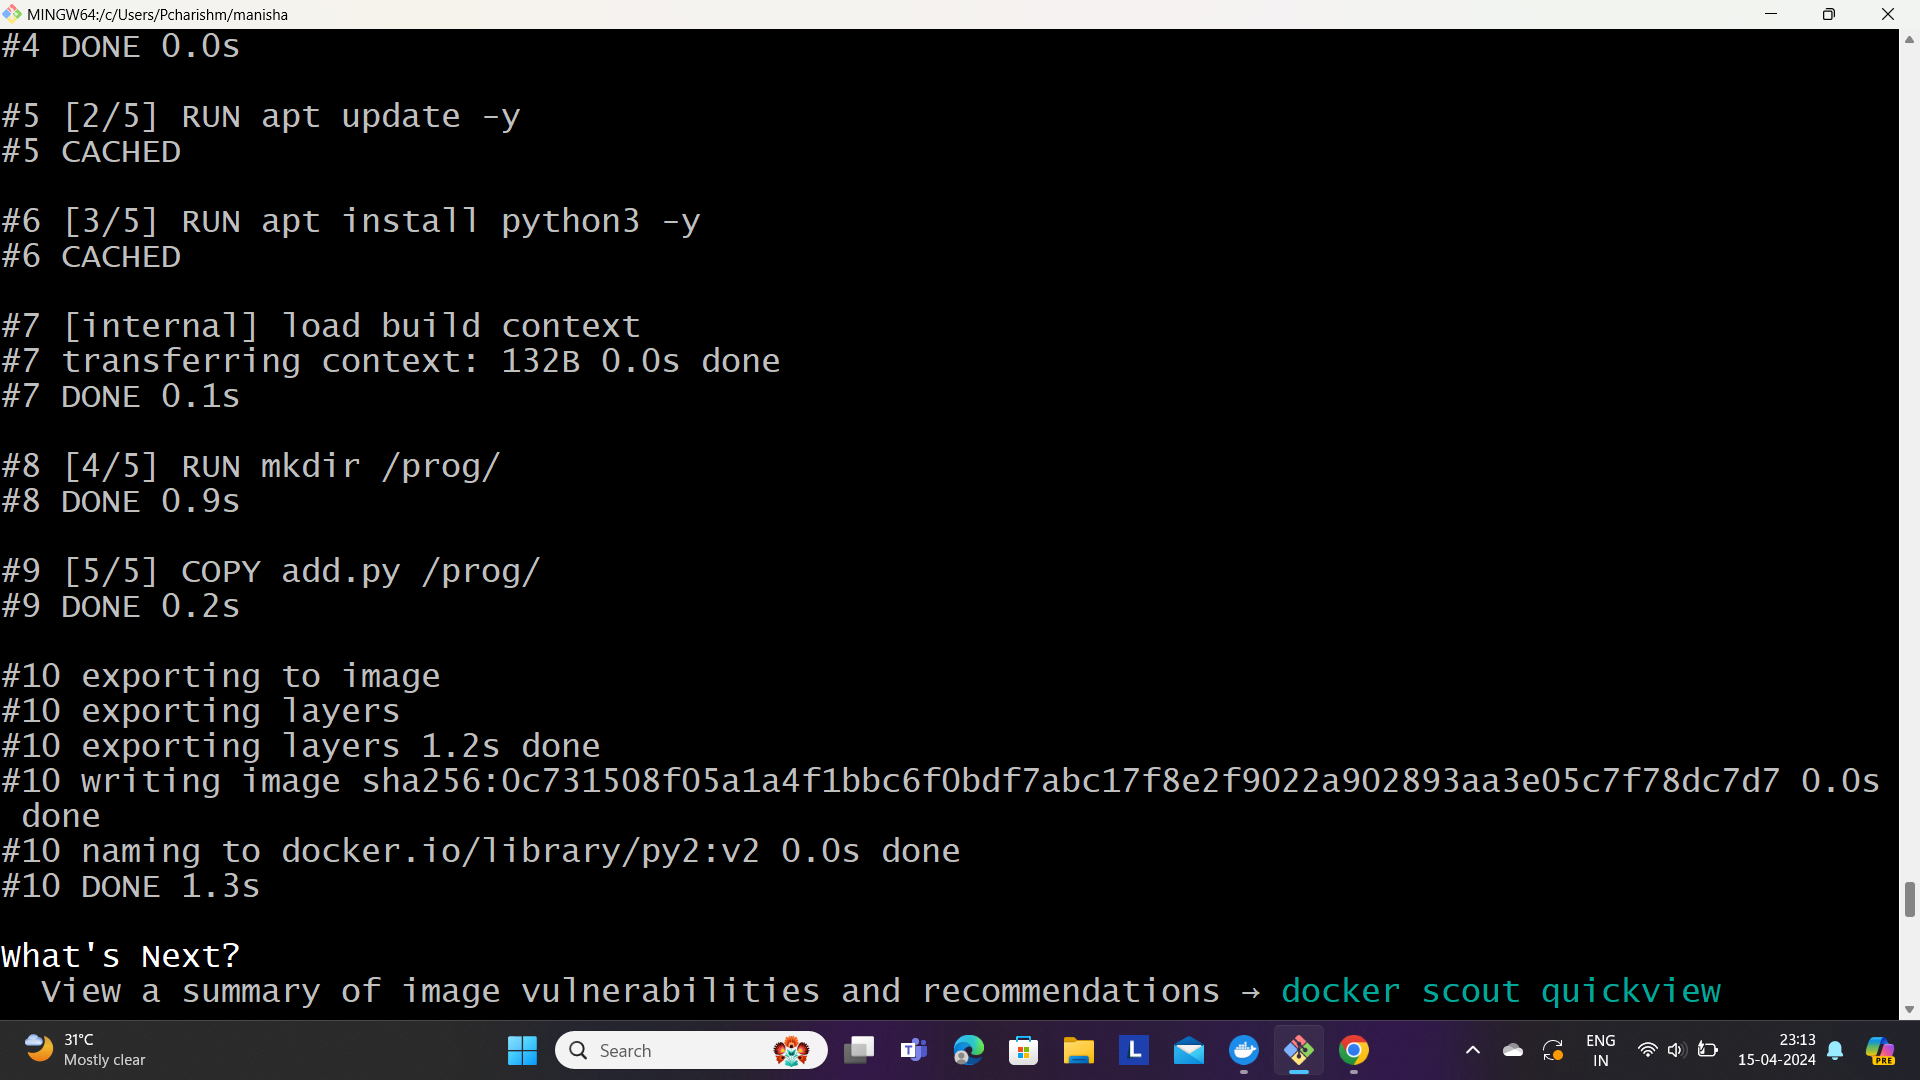 MINGW64:/c/Users/Pcharishm/manisha
#4 DONE 0.0s
#5 [2/5] RUN apt update -y
#5 CACHED
#6 [3/5] RUN apt install python3 -y
#6 CACHED
#7 [internal] load build context
#7 transferring context: 132B 0.0s done
#7 DONE 0.1s
#8 [4/5] RUN mkdir /prog/
#8 DONE 0.9s
#9 [5/5] COPY add.py /prog/
#9 DONE 0.2s
#10 exporting to image
#10 exporting layers
#10 exporting layers 1.2s done
#10 writing image sha256:0c731508f05a1a4f1bbc6f0bdf7abc17f8e2f9022a902893aa3e05c7f78dc7d7 0.0s
done
#10 naming to docker.io/library/py2:v2 0.0s done
#10 DONE 1.3s
What's Next?
View a summary of image vulnerabilities and recommendations → docker scout quickview
31°C
Mostly clear
Search
L
ENG
IN
23:13
15-04-2024
PRE